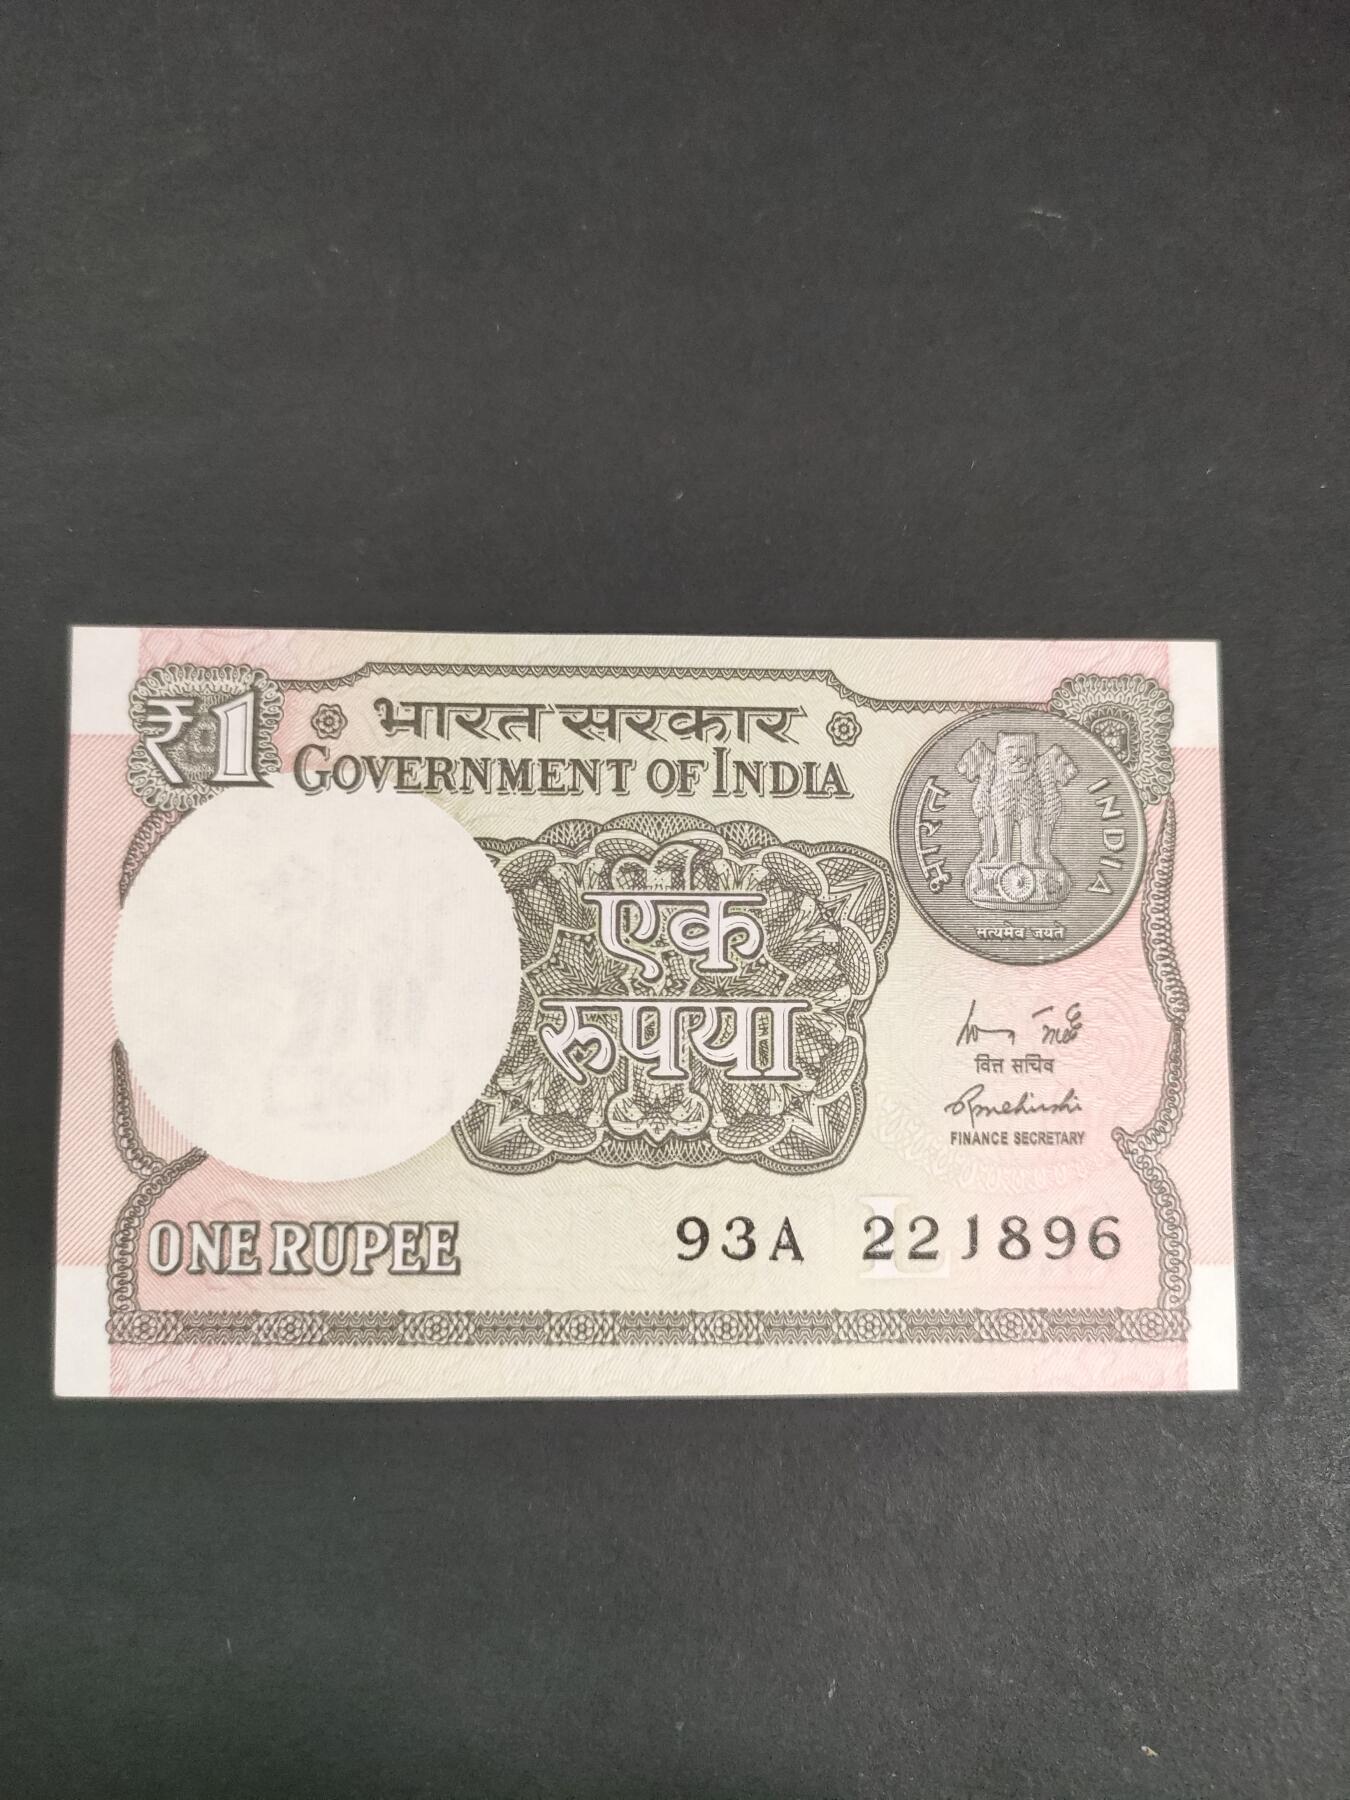 ₹1
भारत सरकार
GOVERNMENT OF INDIA
भारत
INDIA
सत्यमेव जयते
एक
रुपया
वित्त सचिव
FINANCE SECRETARY
ONE RUPEE
L
93A 221896